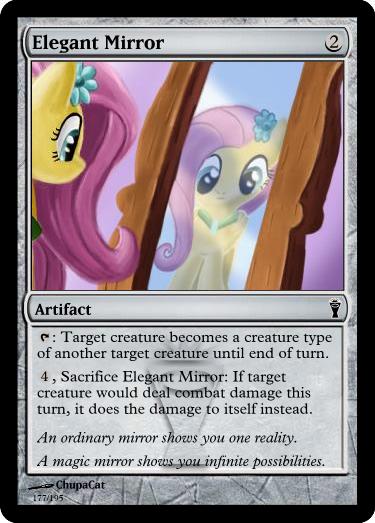 Elegant Mirror 2
Artifact
: Target creature becomes a creature type
of another target creature until end of turn.
4 , Sacrifice Elegant Mirror: If target
creature would deal combat damage this
turn, it does the damage to itself instead.
An ordinary mirror shows you one reality.
A magic mirror shows you infinite possibilities.
ChupaCat
177/195